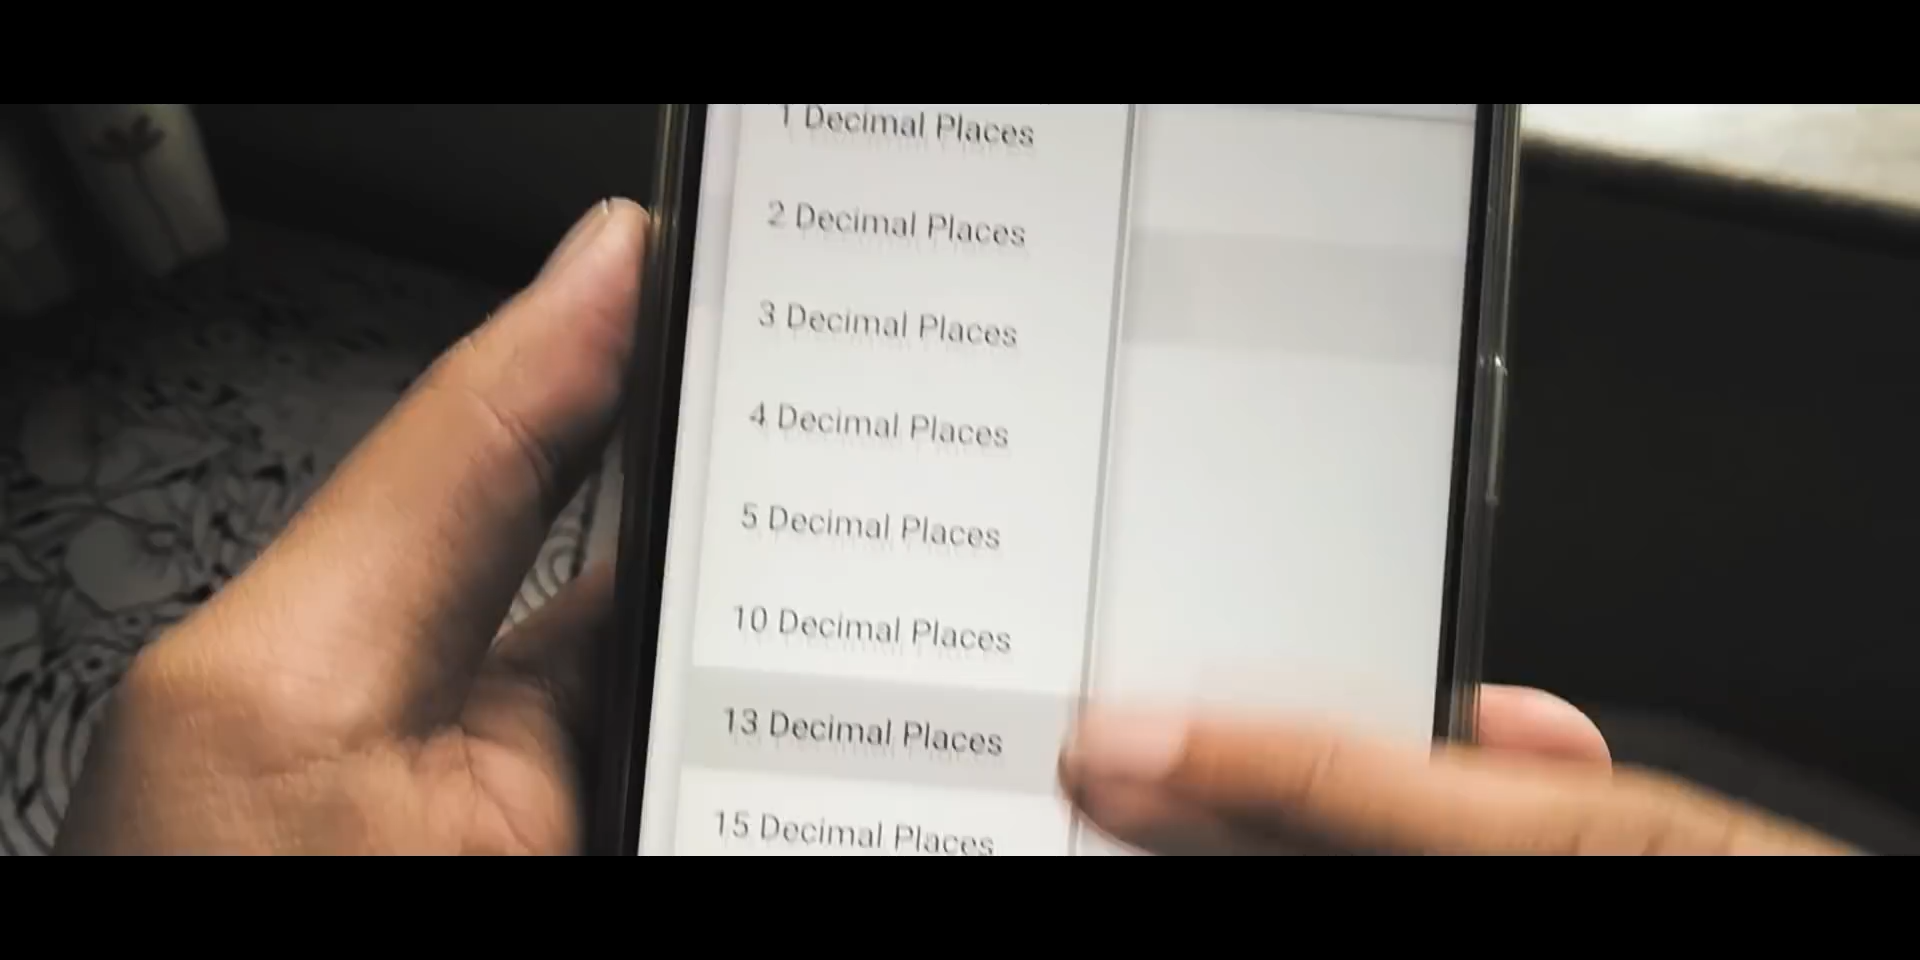 1 Decimal Places
2 Decimal Places
3 Decimal Places
4 Decimal Places
5 Decimal Places
10 Decimal Places
13 Decimal Places
15 Decimal Places